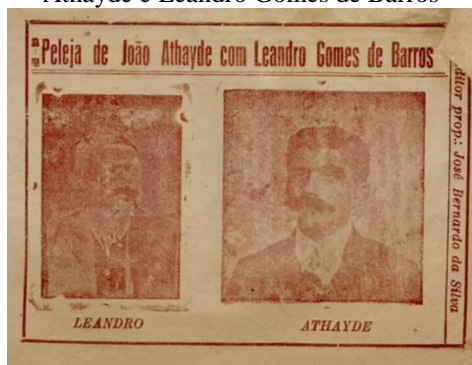 Athayde e Leandro Gomes de Barros
Peleja de João Athayde com Leandro Gomes de Barros
ditor prop.: José Bernardo da Silva
LEANDRO
ATHAYDE